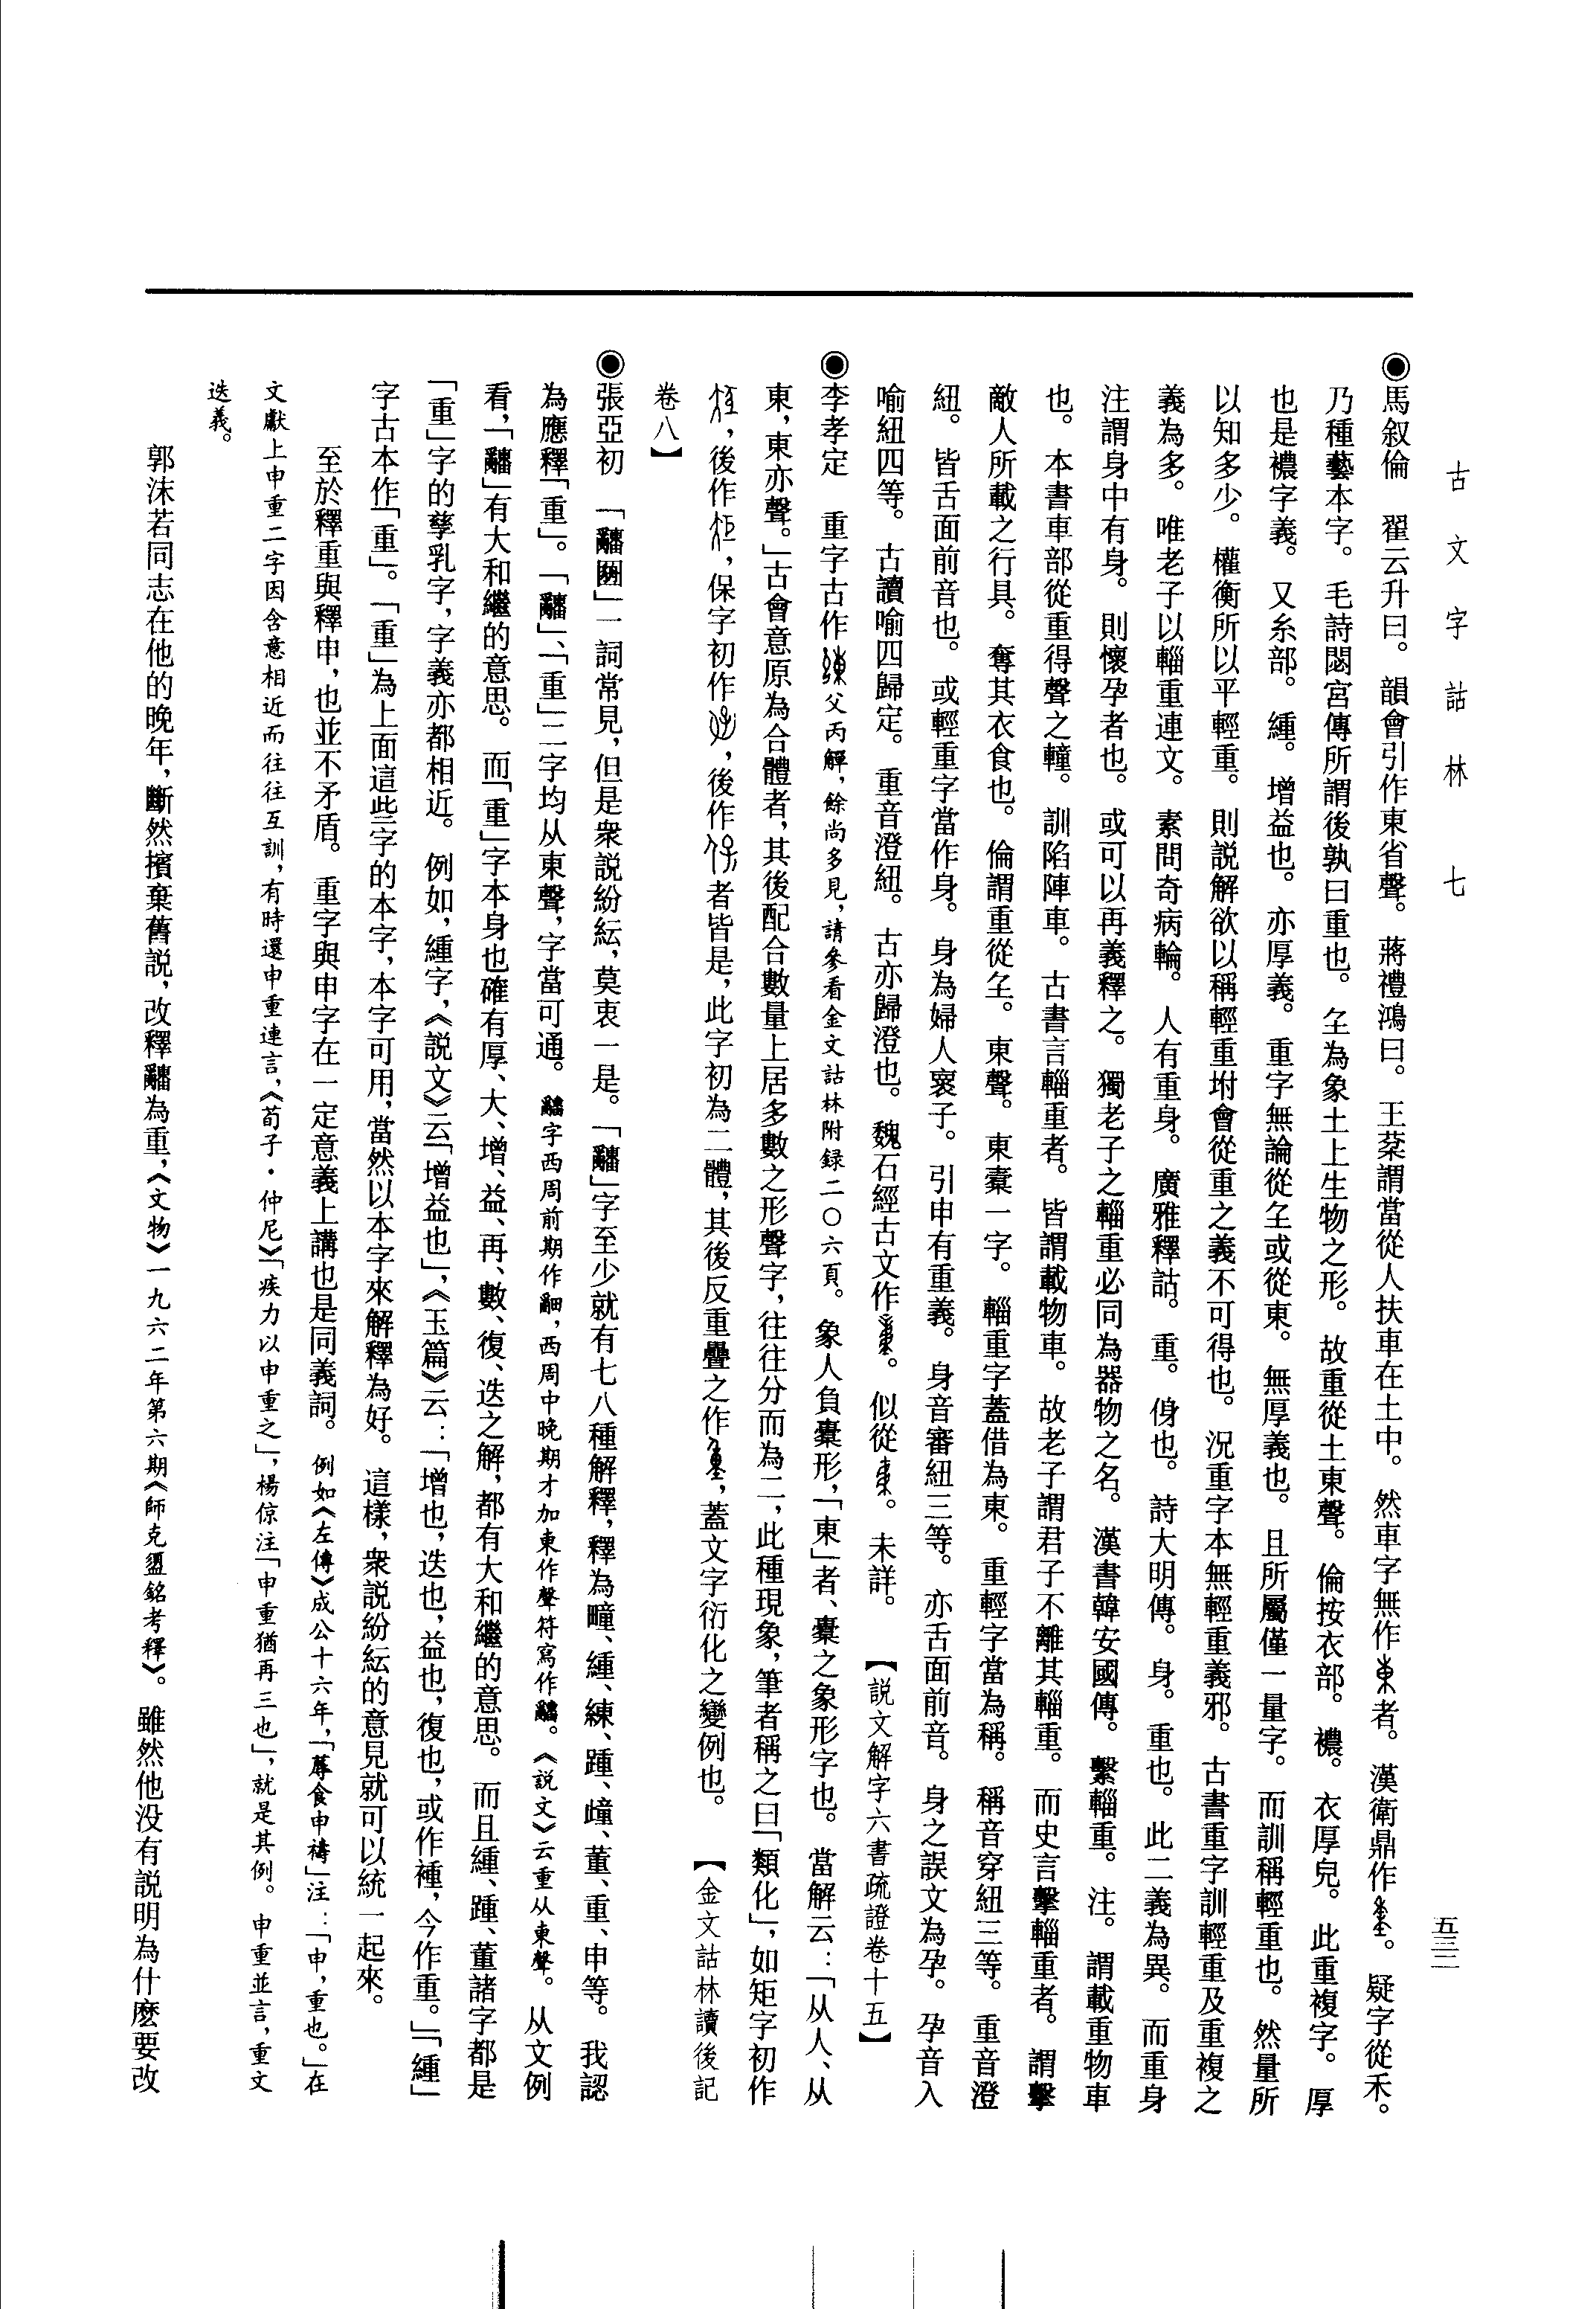 古文字詁林 七
五三二
◉馬叙倫　翟云升曰。韻會引作東省聲。蔣禮鴻曰。王棻謂當從人扶車在土中。然車字無作者。漢衛鼎作。疑字從禾。
乃種藝本字。毛詩閟宮傳所謂後孰曰重也。𡈼為象土上生物之形。故重從土東聲。倫按衣部。襛。衣厚皃。此重複字。厚
也是襛字義。又糸部。緟。增益也。亦厚義。重字無論從𡈼或從東。無厚義也。且所屬僅一量字。而訓稱輕重也。然量所
以知多少。權衡所以平輕重。則說解欲以稱輕重坿會從重之義不可得也。況重字本無輕重義邪。古書重字訓輕重及重複之
義為多。唯老子以輜重連文。素問奇病輪。人有重身。廣雅釋詁。重。㑗也。詩大明傳。身。重也。此二義為異。而重身
注謂身中有身。則懷孕者也。或可以再義釋之。獨老子之輜重必同為器物之名。漢書韓安國傳。擊輜重。注。謂載重物車
也。本書車部從重得聲之𨎥。訓陷陣車。古書言輜重者。皆謂載物車。故老子謂君子不離其輜重。而史言擊輜重者。謂擊
敵人所載之行具。奪其衣食也。倫謂重從𡈼。東聲。東橐一字。輜重字蓋借為東。重輕字當為稱。稱音穿紐三等。重音澄
紐。皆舌面前音也。或輕重字當作身。身為婦人裹子。引申有重義。身音審紐三等。亦舌面前音。身之誤文為孕。孕音入
喻紐四等。古讀喻四歸定。重音澄紐。古亦歸澄也。魏石經古文作。似從。未詳。【說文解字六書疏證卷十五】
◉李孝定　重字古作父丙觶，餘尚多見，請參看金文詁林附録二〇六頁。象人負橐形，「東」者、橐之象形字也。當解云：「从人、从
東，東亦聲。」古會意原為合體者，其後配合數量上居多數之形聲字，往往分而為二，此種現象，筆者稱之曰「類化」，如矩字初作
，後作，保字初作，後作者皆是，此字初為二體，其後反重疊之作，蓋文字衍化之變例也。【金文詁林讀後記
卷八】
◉張亞初　「」一詞常見，但是衆説紛紜，莫衷一是。「」字至少就有七八種解釋，釋為疃、緟、練、踵、董、重、申等。我認
為應釋「重」。「」、「重」二字均从東聲，字當可通。字西周前期作，西周中晚期才加東作聲符寫作。《説文》云重从東聲。从文例
看，「」有大和繼的意思。而「重」字本身也確有厚、大、增、益、再、數、復、迭之解，都有大和繼的意思。而且緟、踵、董諸字都是
「重」字的孳乳字，字義亦都相近。例如，緟字，《説文》云「增益也」，《玉篇》云：「增也，迭也，益也，復也，或作褈，今作重。」「緟」
字古本作「重」。「重」為上面這些字的本字，本字可用，當然以本字來解釋為好。這樣，衆説紛紜的意見就可以統一起來。
至於釋重與釋申，也並不矛盾。重字與申字在一定意義上講也是同義詞。例如《左傳》成公十六年，「蓐食申禱」注：「申，重也。」在
文獻上申重二字因含意相近而往往互訓，有時還申重連言，《荀子·仲尼》「疾力以申重之」，楊倞注「申重猶再三也」，就是其例。申重並言，重文
迭義。
郭沫若同志在他的晚年，斷然擯棄舊説，改釋為重，《文物》一九六二年第六期《師克盨銘考釋》。雖然他没有説明為什麽要改